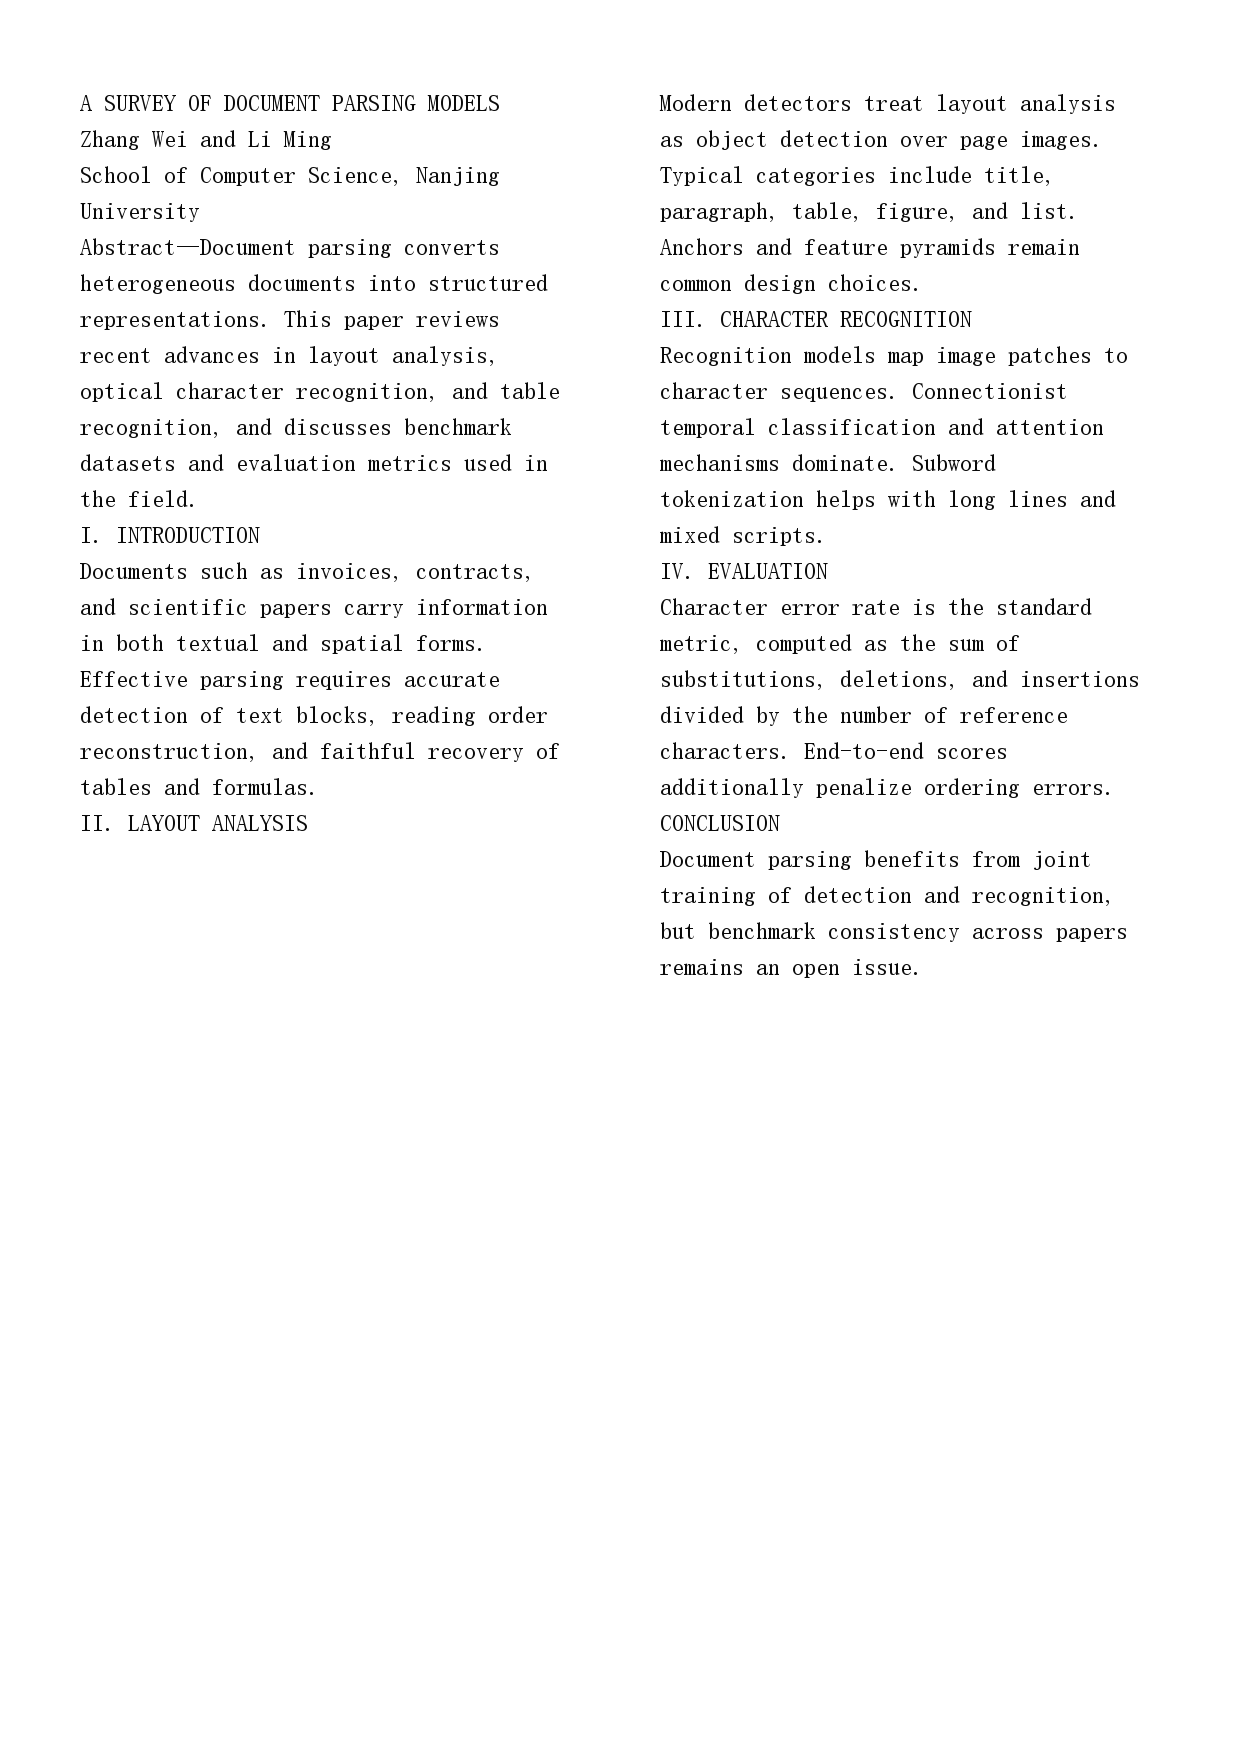 A SURVEY OF DOCUMENT PARSING MODELS
Zhang Wei and Li Ming
School of Computer Science, Nanjing
University
Abstract—Document parsing converts
heterogeneous documents into structured
representations. This paper reviews
recent advances in layout analysis,
optical character recognition, and table
recognition, and discusses benchmark
datasets and evaluation metrics used in
the field.
I. INTRODUCTION
Documents such as invoices, contracts,
and scientific papers carry information
in both textual and spatial forms.
Effective parsing requires accurate
detection of text blocks, reading order
reconstruction, and faithful recovery of
tables and formulas.
II. LAYOUT ANALYSIS
Modern detectors treat layout analysis
as object detection over page images.
Typical categories include title,
paragraph, table, figure, and list.
Anchors and feature pyramids remain
common design choices.
III. CHARACTER RECOGNITION
Recognition models map image patches to
character sequences. Connectionist
temporal classification and attention
mechanisms dominate. Subword
tokenization helps with long lines and
mixed scripts.
IV. EVALUATION
Character error rate is the standard
metric, computed as the sum of
substitutions, deletions, and insertions
divided by the number of reference
characters. End-to-end scores
additionally penalize ordering errors.
CONCLUSION
Document parsing benefits from joint
training of detection and recognition,
but benchmark consistency across papers
remains an open issue.